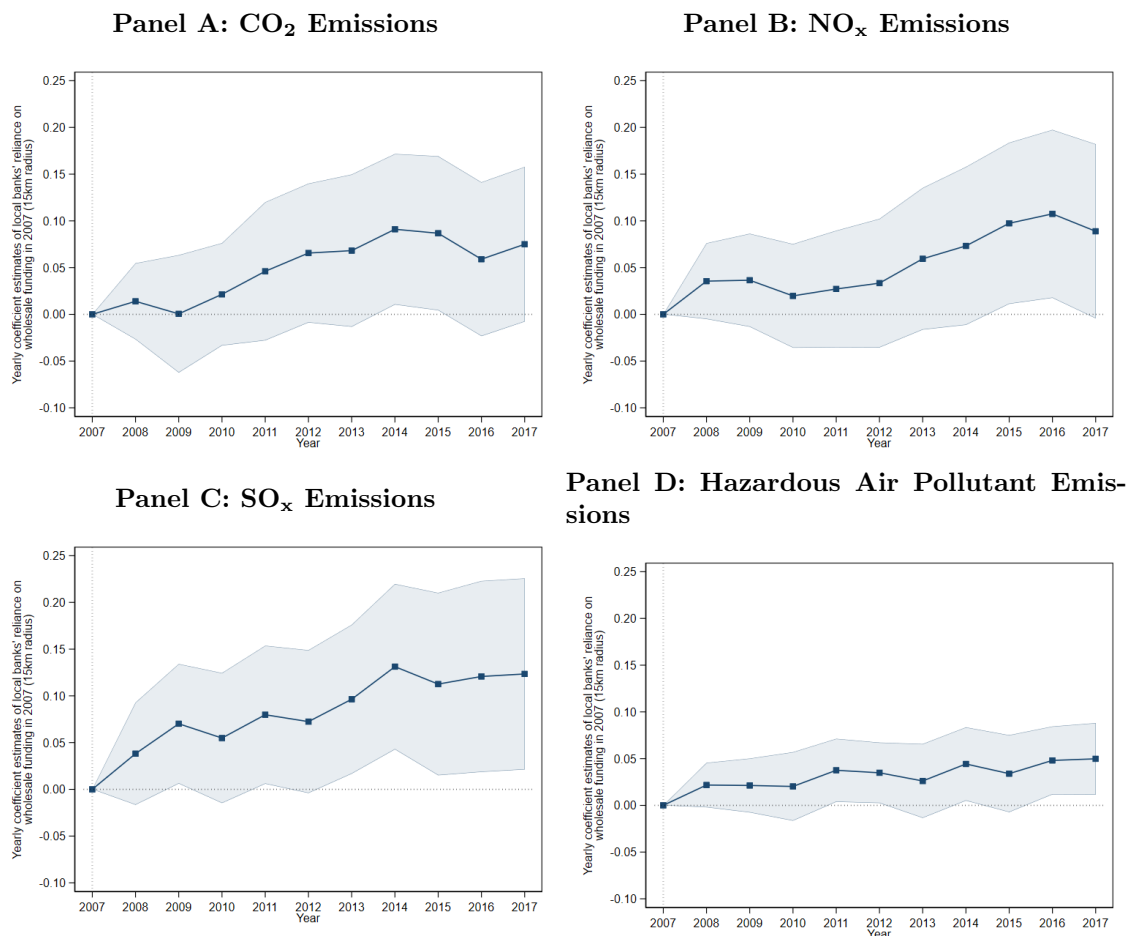 Panel A: CO₂ Emissions
Yearly coefficient estimates of local banks' reliance on
wholesale funding in 2007 (15km radius)
0.25
0.20
0.15
0.10
0.05
0.00
-0.05
-0.10
2007 2008 2009 2010 2011 2012 2013 2014 2015 2016 2017
Year
Panel B: NOₓ Emissions
Yearly coefficient estimates of local banks' reliance on
wholesale funding in 2007 (15km radius)
0.25
0.20
0.15
0.10
0.05
0.00
-0.05
-0.10
2007 2008 2009 2010 2011 2012 2013 2014 2015 2016 2017
Year
Panel C: SOₓ Emissions
Yearly coefficient estimates of local banks' reliance on
wholesale funding in 2007 (15km radius)
0.25
0.20
0.15
0.10
0.05
0.00
-0.05
-0.10
2007 2008 2009 2010 2011 2012 2013 2014 2015 2016 2017
Year
Panel D: Hazardous Air Pollutant Emis-
sions
Yearly coefficient estimates of local banks' reliance on
wholesale funding in 2007 (15km radius)
0.25
0.20
0.15
0.10
0.05
0.00
-0.05
-0.10
2007 2008 2009 2010 2011 2012 2013 2014 2015 2016 2017
Year